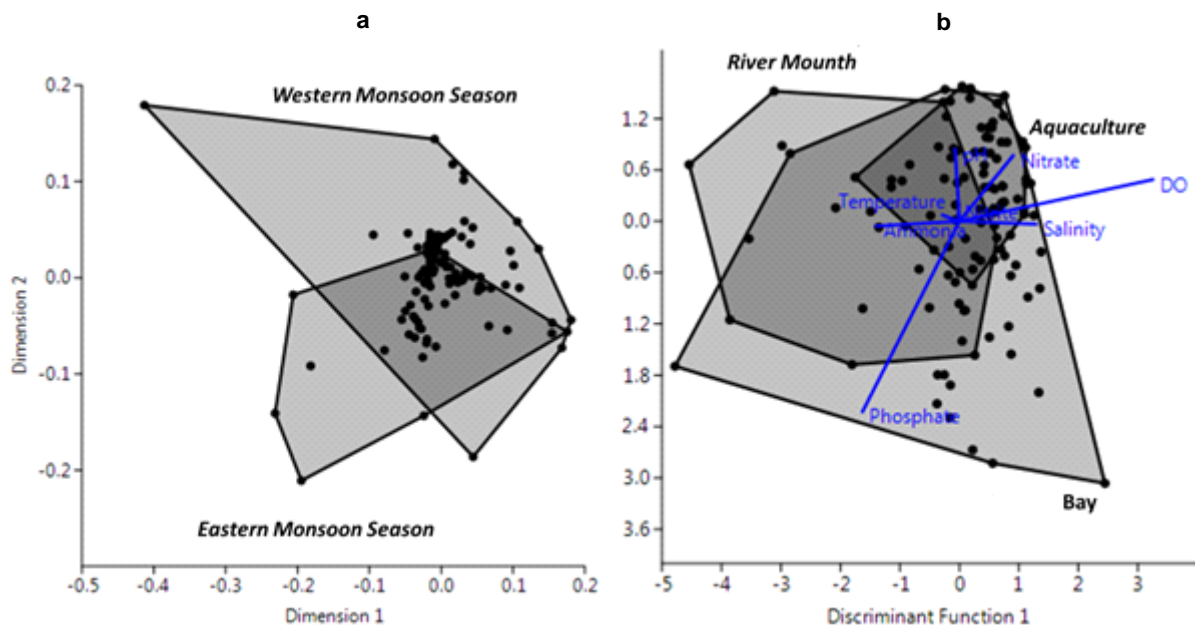 a
b
0.2
0.1
0.0
-0.1
-0.2
Dimension 2
Western Monsoon Season
Eastern Monsoon Season
-0.5 -0.4 -0.3 -0.2 -0.1 0.0 0.1 0.2
Dimension 1
1.2
0.6
0.0
0.6
1.2
1.8
2.4
3.0
3.6
River Mounth
Aquaculture
Nitrate
DO
Temperature
Ammonia
Salinity
Phosphate
Bay
-5 -4 -2 -1 0 1 2 3
Discriminant Function 1